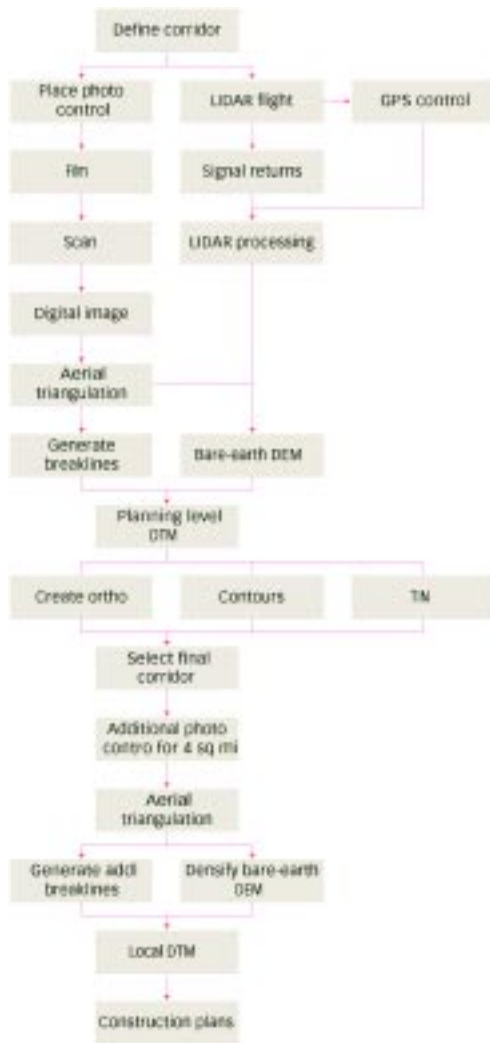 Define corridor
Place photo
control
LIDAR flight
GPS control
Film
Signal returns
Scan
LIDAR processing
Digital image
Aerial
triangulation
Generate
breaklines
Bare-earth DEM
Planning level
DTM
Create ortho
Contours
TIN
Select final
corridor
Additional photo
contro for 4 sq mi
Aerial
triangulation
Generate addl
breaklines
Densify bare-earth
DEM
Local DTM
Construction plans